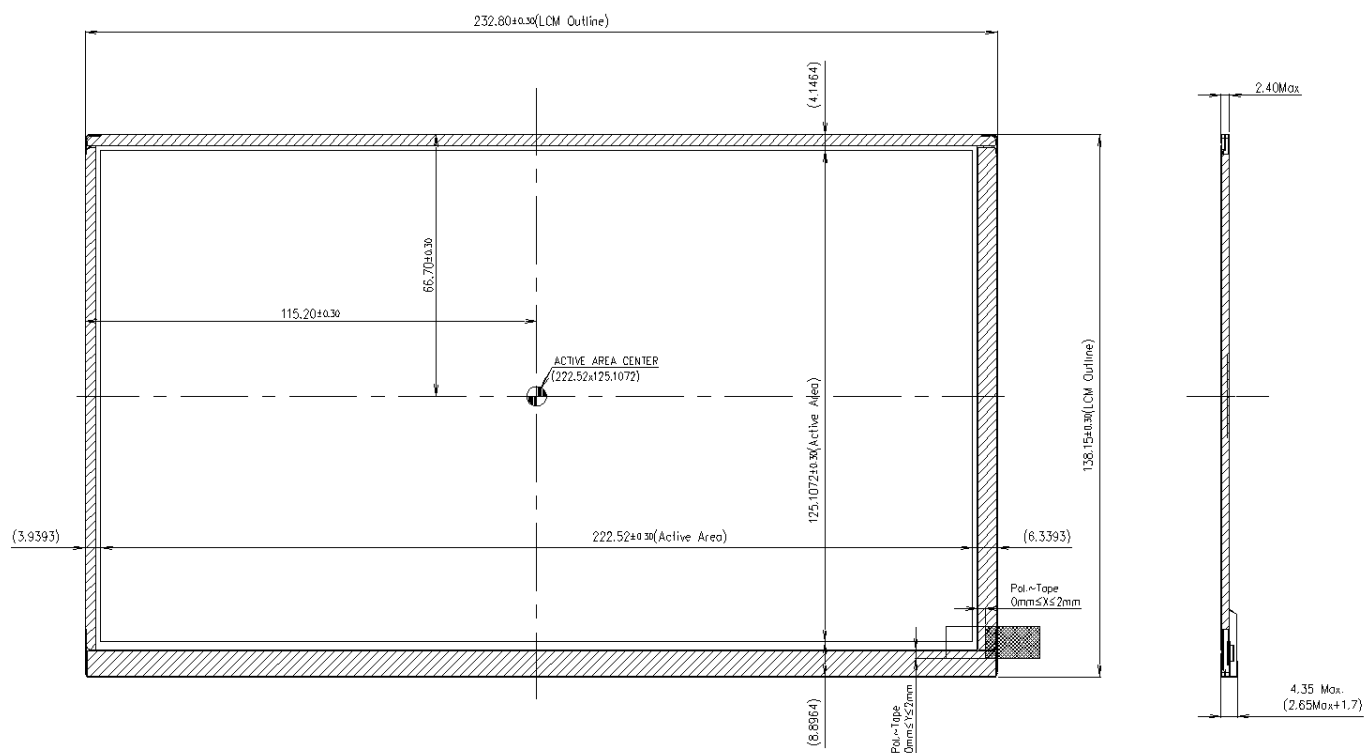 232.80±0.30(LCM Outline)
(4.1464)
2.40Max
66.70±0.30
115.20±0.30
ACTIVE AREA CENTER
(222.52x125.1072)
125.1072±0.30(Active Area)
138.15±0.30(LCM Outline)
(3.9393)
222.52±0.30(Active Area)
(6.3393)
Pol.~Tape
0mm≤X≤2mm
Pol.~Tape
0mm≤Y≤2mm
(8.8964)
4.35 Max.
(2.65Max+1.7)